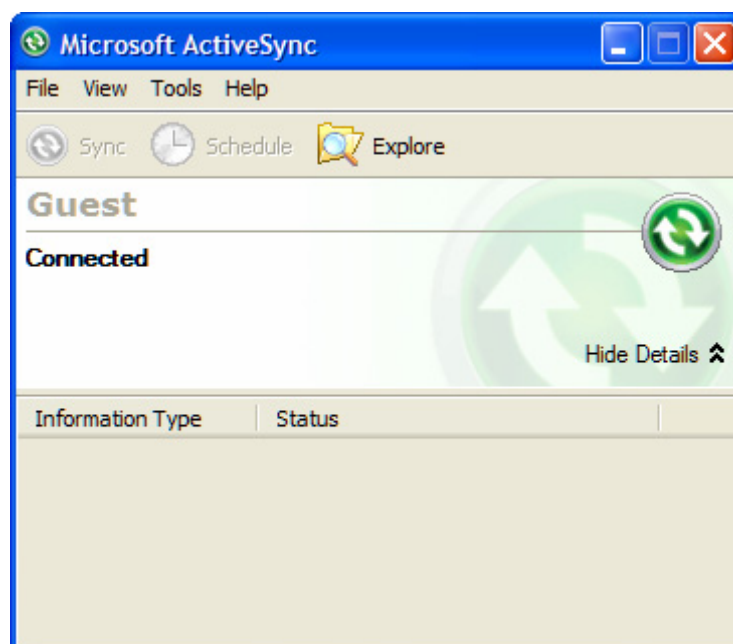 Microsoft ActiveSync
File View Tools Help
Sync Schedule Explore
Guest
Connected
Hide Details
Information Type Status